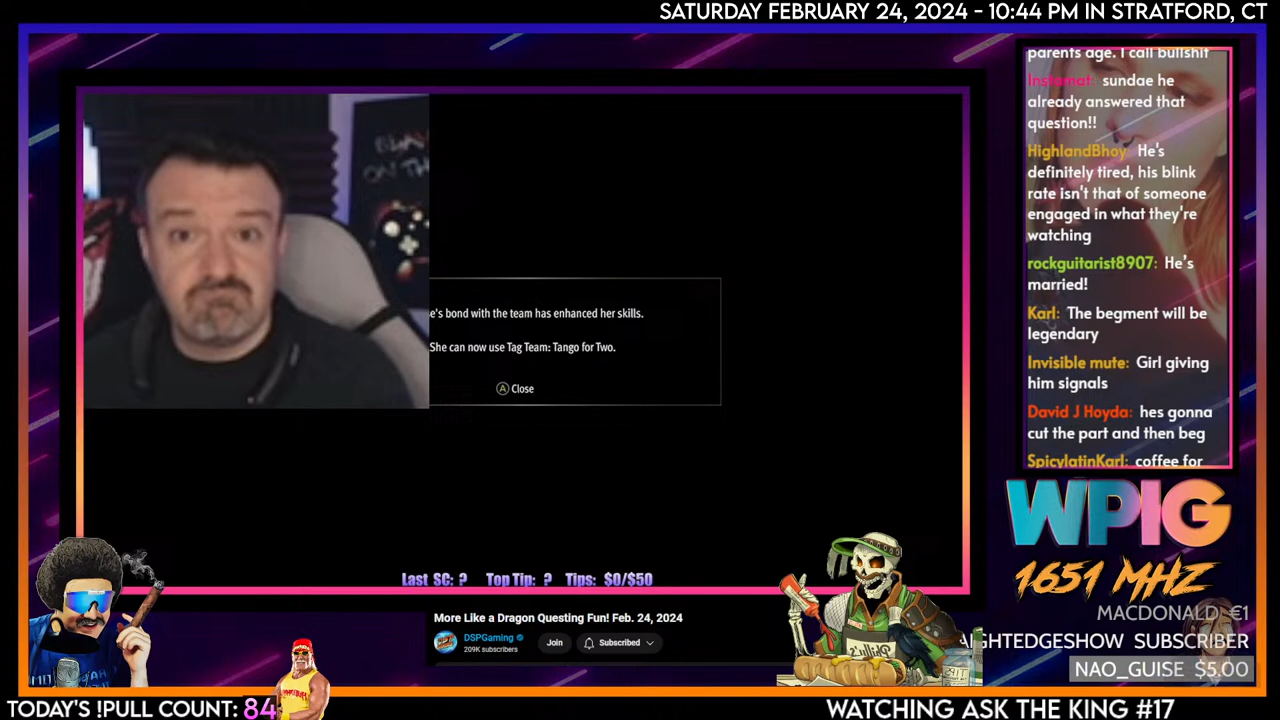 SATURDAY FEBRUARY 24, 2024 - 10:44 PM IN STRATFORD, CT
parents age. I call bullshit
Instamat: sundae he
already answered that
question!!
HighlandBhoy: He's
definitely tired, his blink
rate isn't that of someone
engaged in what they're
watching
rockguitarist8907: He's
married!
Karl: The begment will be
legendary
Invisible mute: Girl giving
him signals
David J Hoyda: hes gonna
cut the part and then beg
SpicylatinKarl: coffee for
ON TH
e's bond with the team has enhanced her skills.
She can now use Tag Team: Tango for Two.
A Close
Last SC: ? Top Tip: ? Tips: $0/$50
More Like a Dragon Questing Fun! Feb. 24, 2024
DSPGaming
209K subscribers
Join
Subscribed
WPIG
1651 MHZ
MACDONALD €1
AIGHTEDGESHOW SUBSCRIBER
NAO_GUISE $5.00
TODAY'S !PULL COUNT: 84
WATCHING ASK THE KING #17